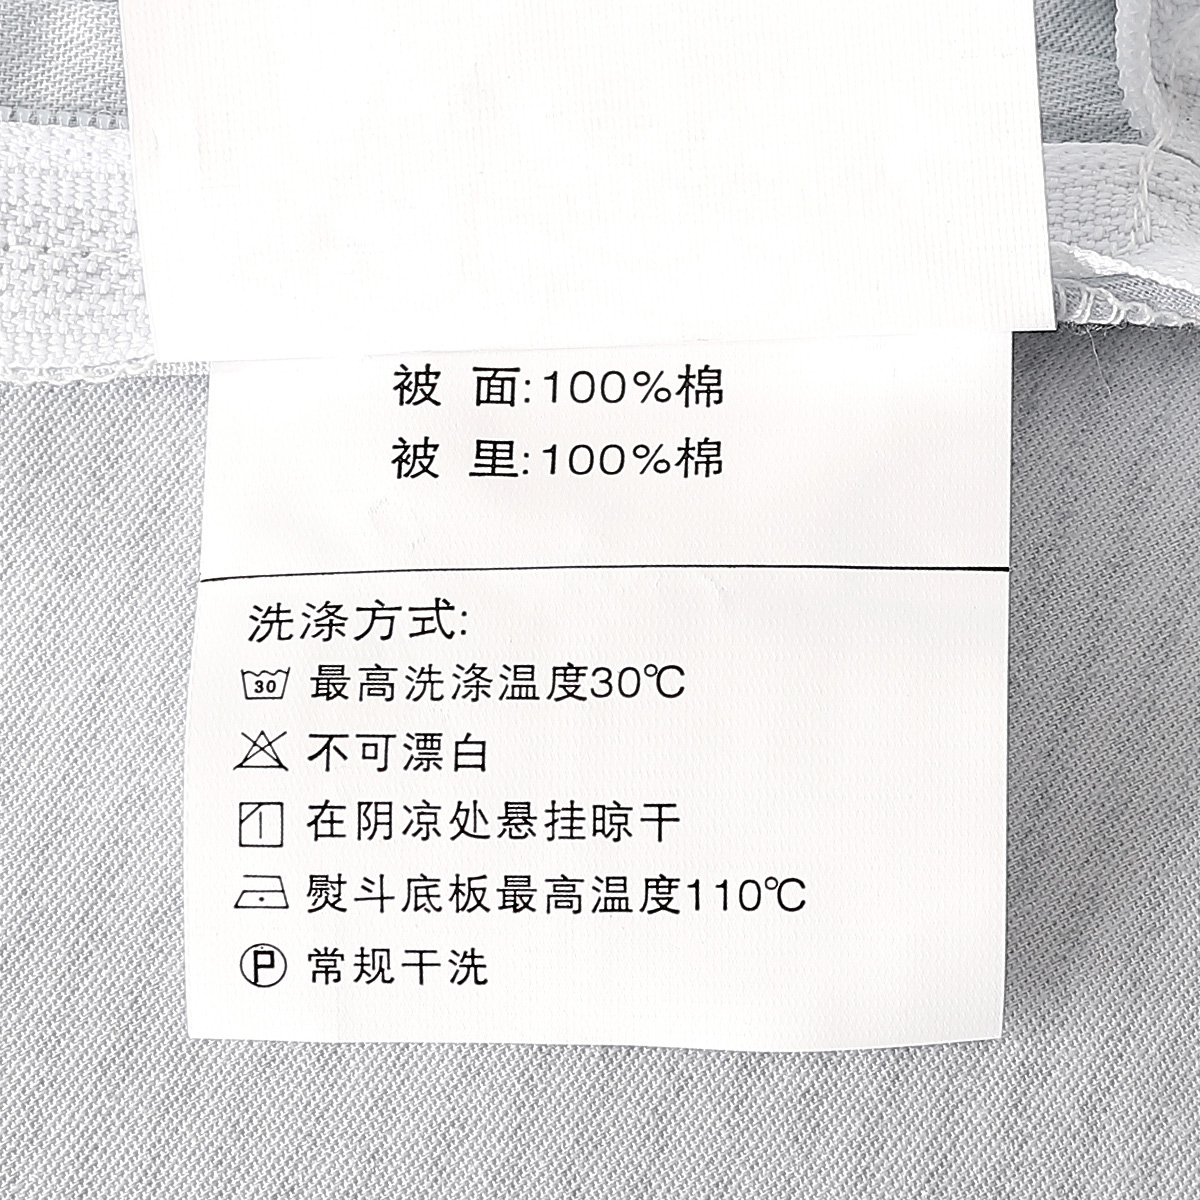 被 面:100%棉
被 里:100%棉
洗涤方式:
30 最高洗涤温度30℃
不可漂白
在阴凉处悬挂晾干
熨斗底板最高温度110℃
P 常规干洗